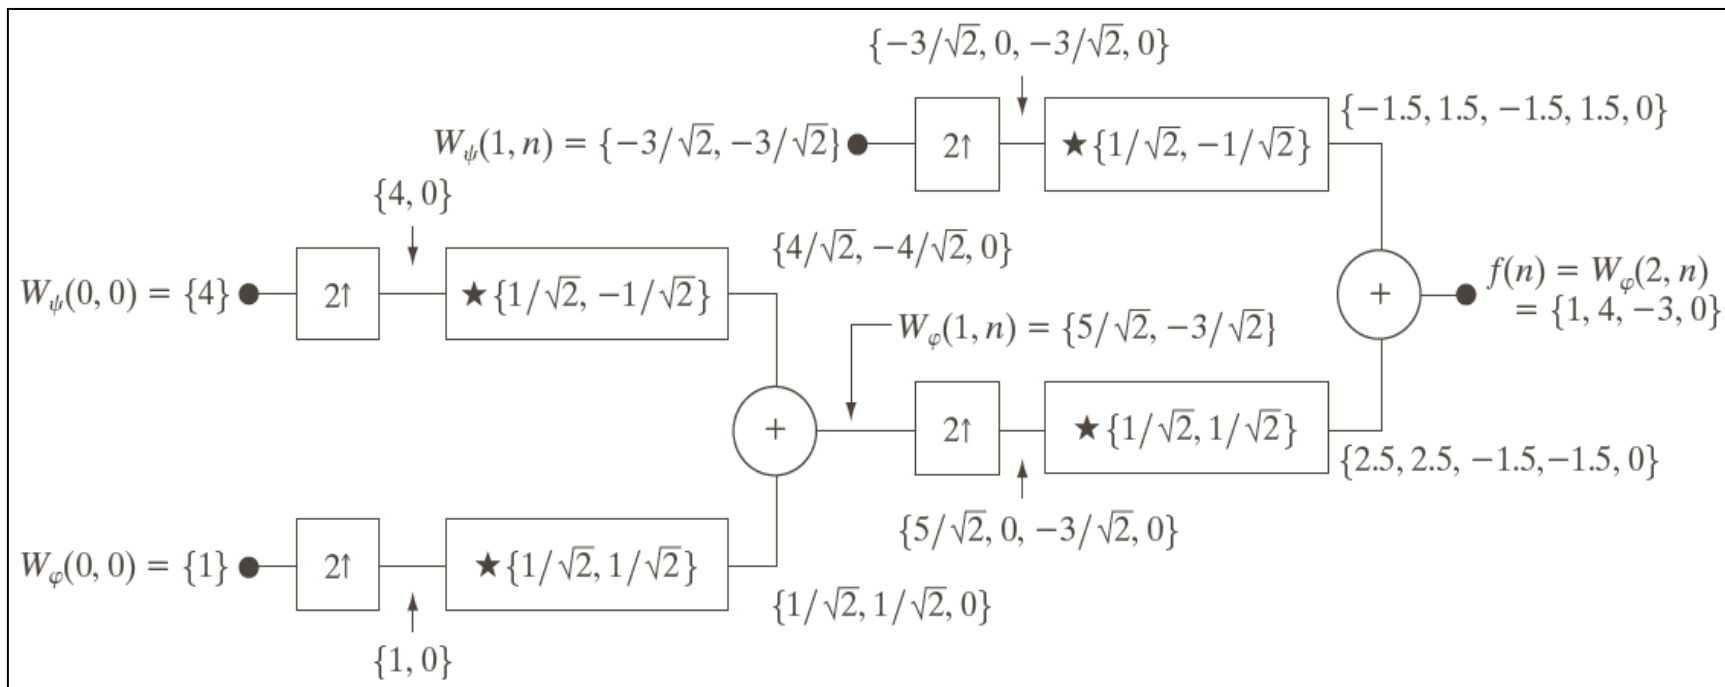 {−3/√2, 0, −3/√2, 0}
{−1.5, 1.5, −1.5, 1.5, 0}
W_ψ(1, n) = {−3/√2, −3/√2}
2↑
★{1/√2, −1/√2}
{4, 0}
{4/√2, −4/√2, 0}
W_ψ(0, 0) = {4}
2↑
★{1/√2, −1/√2}
+
f(n) = W_φ(2, n)
= {1, 4, −3, 0}
W_φ(1, n) = {5/√2, −3/√2}
+
2↑
★{1/√2, 1/√2}
{2.5, 2.5, −1.5,−1.5, 0}
{5/√2, 0, −3/√2, 0}
W_φ(0, 0) = {1}
2↑
★{1/√2, 1/√2}
{1/√2, 1/√2, 0}
{1, 0}